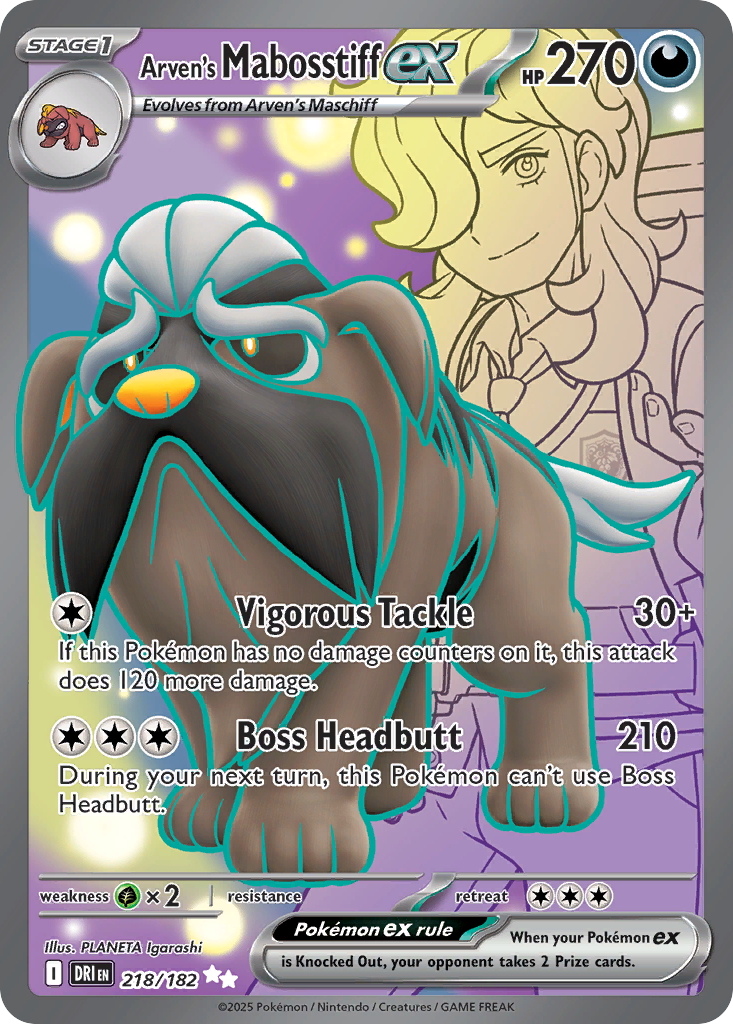 STAGE 1
Arven's Mabosstiff ex HP 270
Evolves from Arven's Maschiff
Vigorous Tackle 30+
If this Pokémon has no damage counters on it, this attack
does 120 more damage.
Boss Headbutt 210
During your next turn, this Pokémon can't use Boss
Headbutt.
weakness ×2 resistance retreat
Pokémon ex rule
When your Pokémon ex
is Knocked Out, your opponent takes 2 Prize cards.
Illus. PLANETA Igarashi
I DRI EN 218/182
©2025 Pokémon / Nintendo / Creatures / GAME FREAK